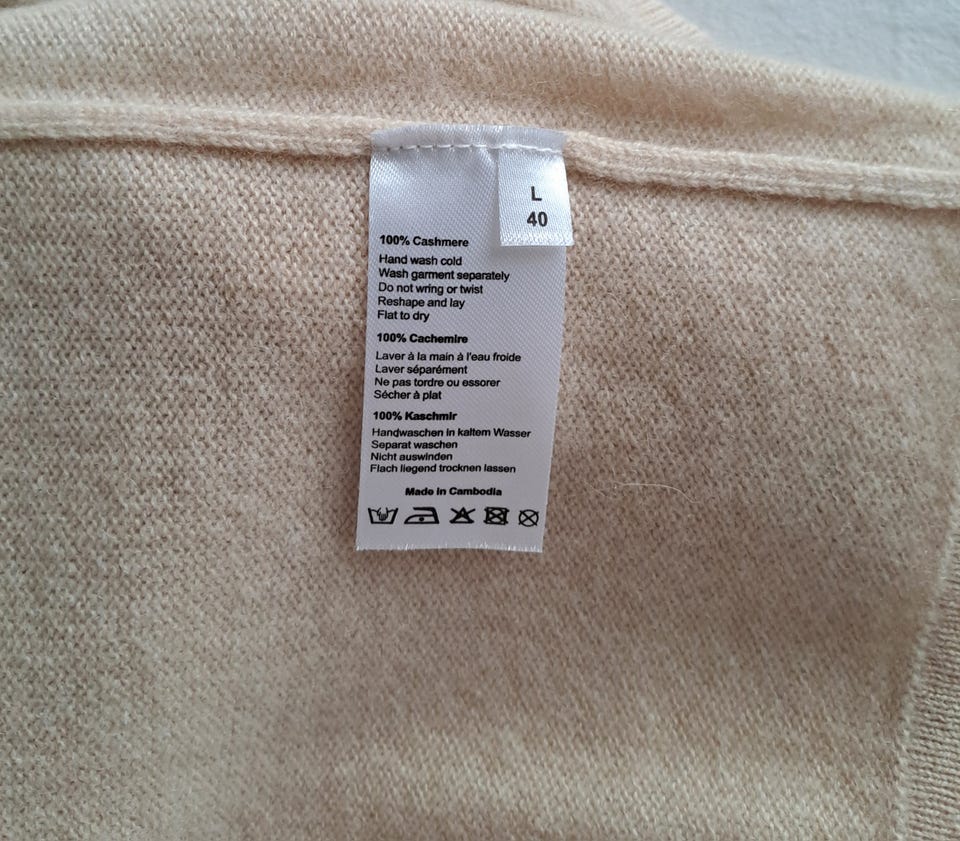 L
40
100% Cashmere
Hand wash cold
Wash garment separately
Do not wring or twist
Reshape and lay
Flat to dry
100% Cachemire
Laver à la main à l'eau froide
Laver séparément
Ne pas tordre ou essorer
Sécher à plat
100% Kaschmir
Handwaschen in kaltem Wasser
Separat waschen
Nicht auswinden
Flach liegend trocknen lassen
Made in Cambodia